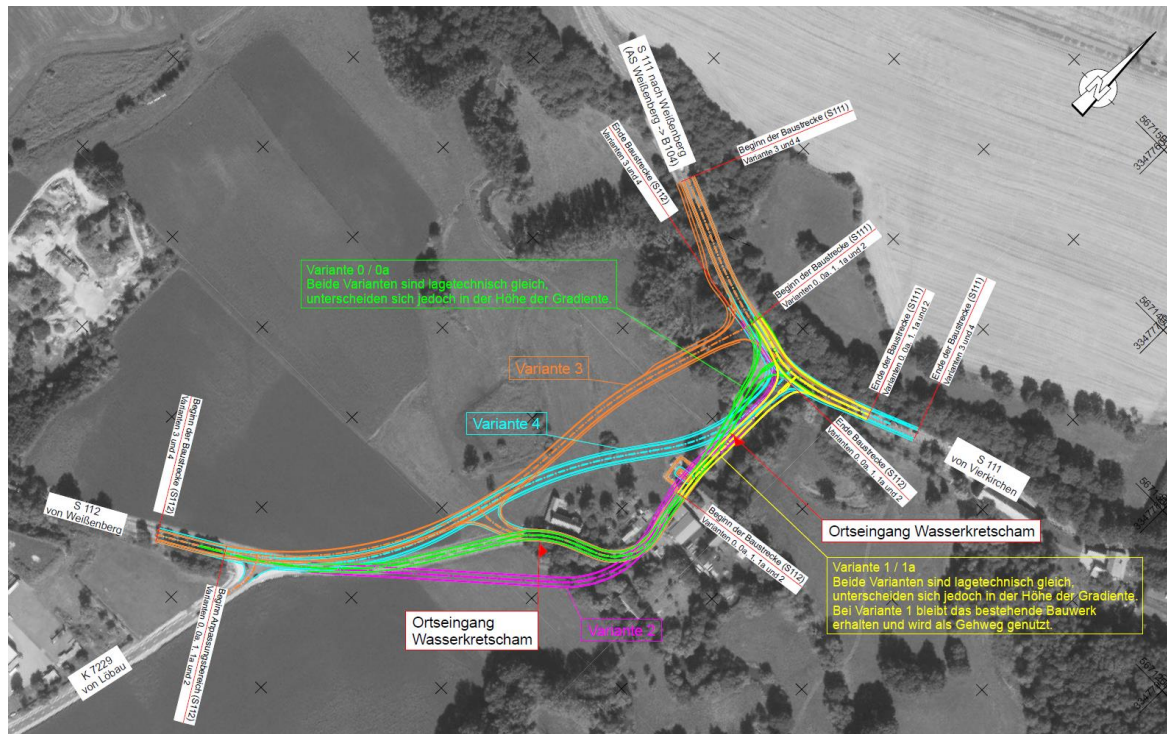 S 111 nach Weißenberg
(AS Weißenberg -> B104)
Beginn der Baustrecke (S111)
Variante 3 und 4
Ende Baustrecke (S112)
Varianten 3 und 4
N
Beginn der Baustrecke (S111)
Varianten 0, 0a, 1, 1a und 2
Variante 0 / 0a
Beide Varianten sind lagetechnisch gleich,
unterscheiden sich jedoch in der Höhe der Gradiente.
Ende der Baustrecke (S111)
Varianten 0, 0a, 1, 1a und 2
Ende der Baustrecke (S111)
Varianten 3 und 4
Variante 3
Variante 4
Beginn der Baustrecke (S112)
Varianten 3 und 4
Ende Baustrecke (S112)
Varianten 0, 0a, 1, 1a und 2
S 111
von Vierkirchen
S 112
von Weißenberg
Ortseingang Wasserkretscham
Beginn der Baustrecke (S112)
Varianten 0, 0a, 1, 1a und 2
Variante 1 / 1a
Beide Varianten sind lagetechnisch gleich,
unterscheiden sich jedoch in der Höhe der Gradiente.
Bei Variante 1 bleibt das bestehende Bauwerk
erhalten und wird als Gehweg genutzt.
Beginn Anpassungsbereich (S112)
Varianten 0, 0a, 1, 1a und 2
Ortseingang
Wasserkretscham
Variante 2
K 7229
von Löbau